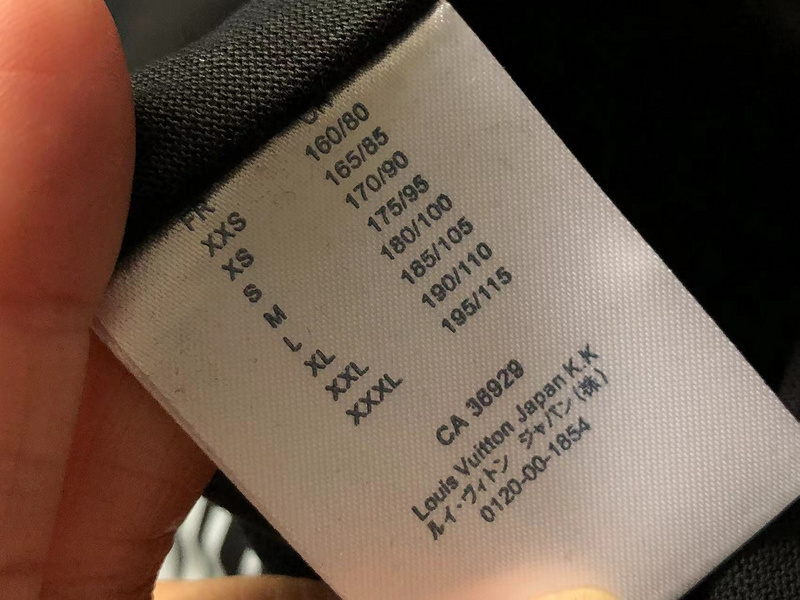 FR
XXS 160/80
XS 165/85
S 170/90
M 175/95
L 180/100
XL 185/105
XXL 190/110
XXXL 195/115
CA 36929
Louis Vuitton Japan K.K
ルイ・ヴィトン ジャパン(株)
0120-00-1854